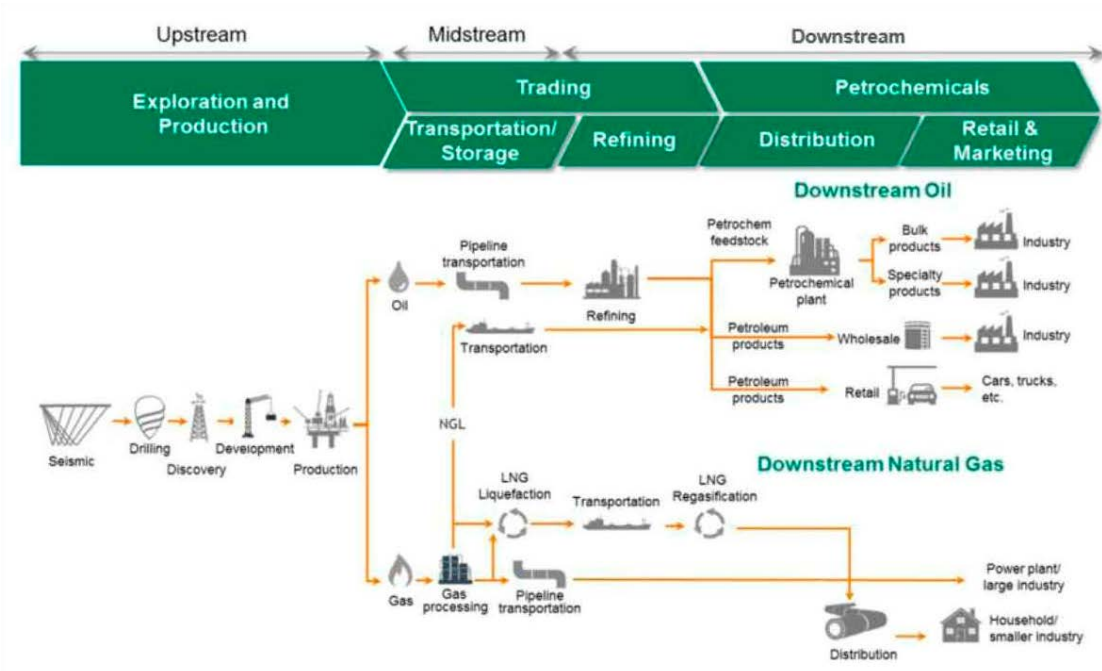 Upstream
Midstream
Downstream
Exploration and
Production
Trading
Petrochemicals
Transportation/
Storage
Refining
Distribution
Retail &
Marketing
Downstream Oil
Petrochem
feedstock
Bulk
products
Industry
Pipeline
transportation
Oil
Refining
Petrochemical
plant
Specialty
products
Industry
Transportation
Petroleum
products
Wholesale
Industry
Petroleum
products
Retail
Cars, trucks,
etc.
NGL
Seismic
Drilling
Discovery
Development
Production
Downstream Natural Gas
LNG
Liquefaction
Transportation
LNG
Regasification
Gas
Gas
processing
Pipeline
transportation
Power plant/
large industry
Distribution
Household/
smaller industry